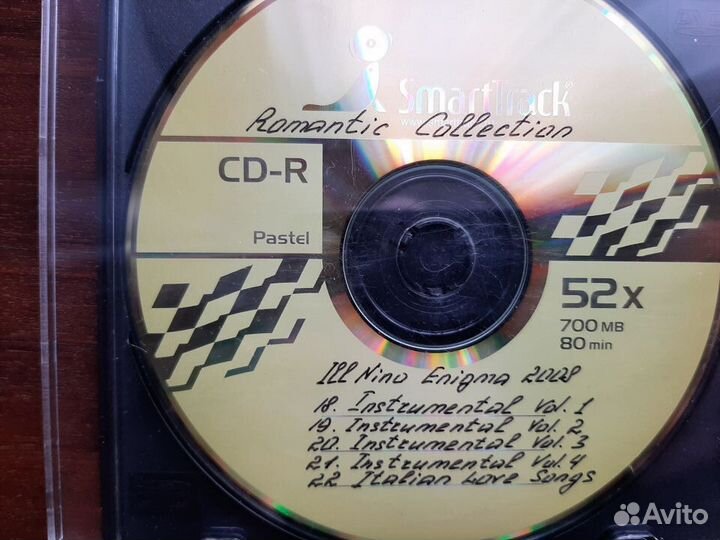 SmartTrack®
Romantic Collection
CD-R
Pastel
52x
700 MB
80 min
Ill Nino Enigma 2008
18. Instrumental Vol. 1
19. Instrumental Vol. 2
20. Instrumental Vol. 3
21. Instrumental Vol. 4
22 Italian Love Songs
Avito